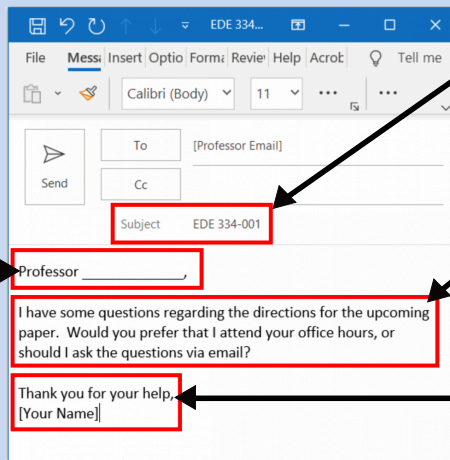 EDE 334...
File Messa Insert Optio Forma Review Help Acrob Tell me
Calibri (Body) 11 ... ...
To [Professor Email]
Send
Cc
Subject EDE 334-001
Professor _______________,
I have some questions regarding the directions for the upcoming
paper. Would you prefer that I attend your office hours, or
should I ask the questions via email?
Thank you for your help,
[Your Name]